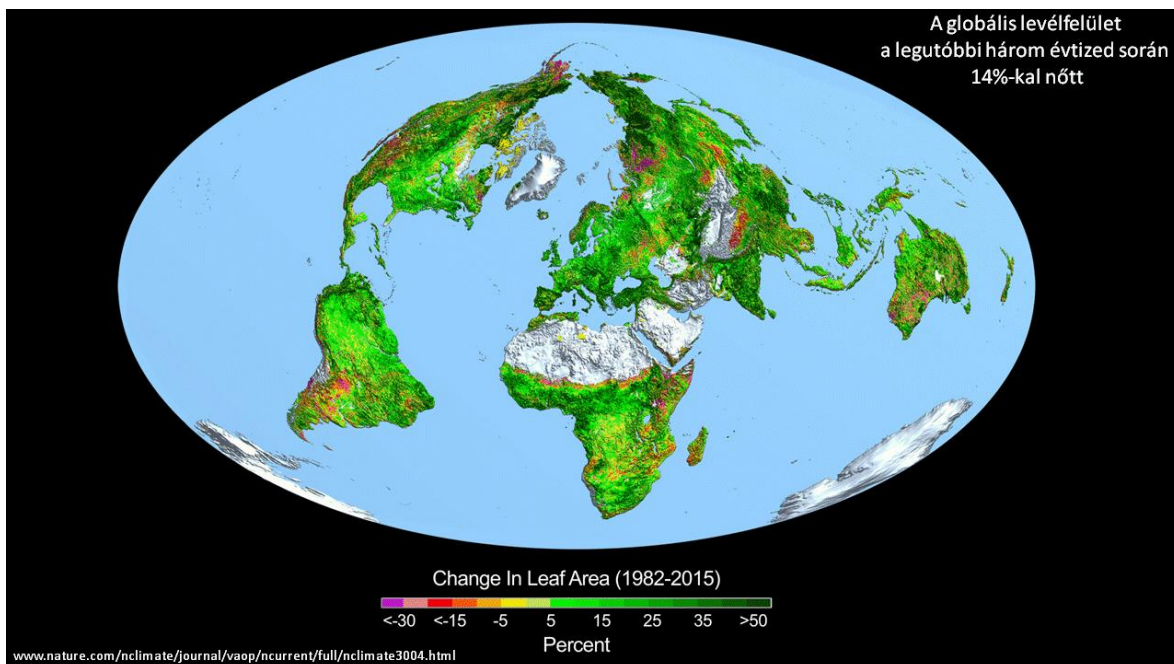 A globális levélfelület
a legutóbbi három évtized során
14%-kal nőtt
Change In Leaf Area (1982-2015)
<-30 <-15 -5 5 15 25 35 >50
Percent
www.nature.com/nclimate/journal/vaop/ncurrent/full/nclimate3004.html